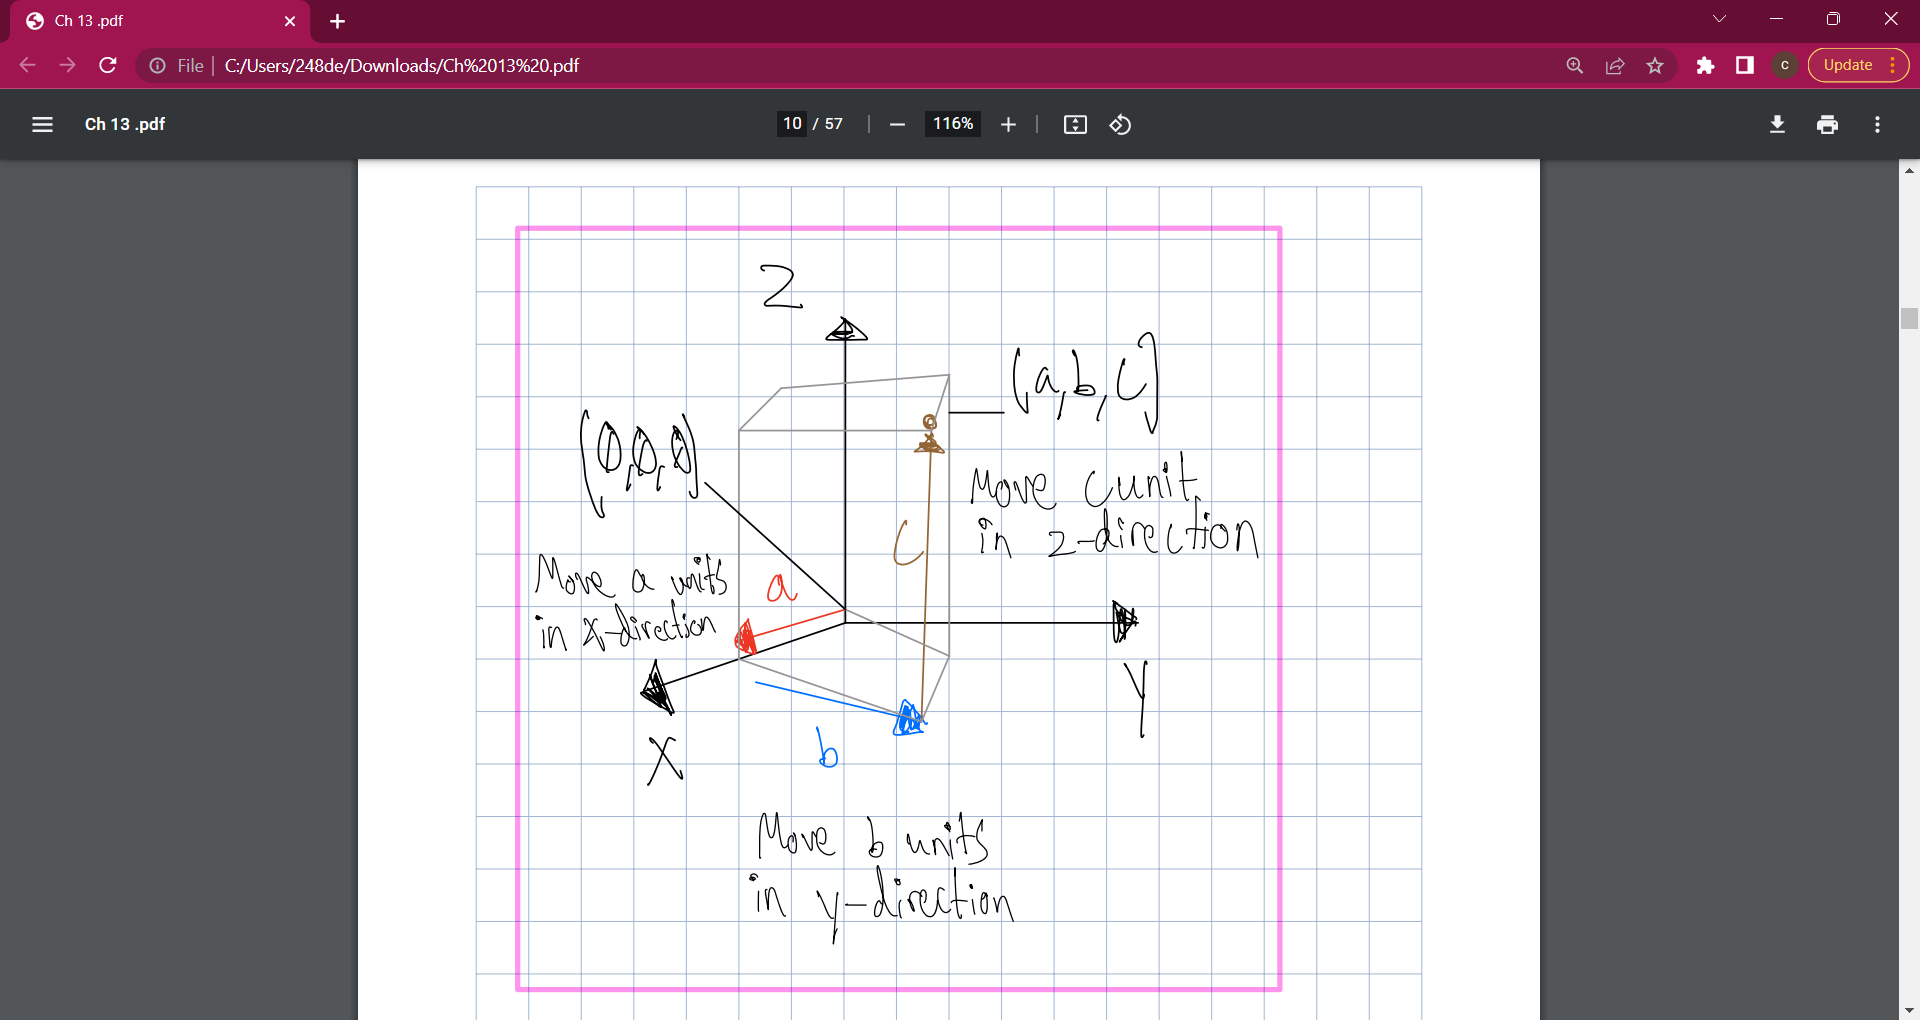 Ch 13 .pdf
File
C:/Users/248de/Downloads/Ch%2013%20.pdf
C
Update
Ch 13 .pdf
10 / 57
116%
Z
(a,b,c)
(0,0,0)
Move c unit
in z-direction
c
Move a units
in x-direction
a
Y
X
b
Move b units
in y-direction